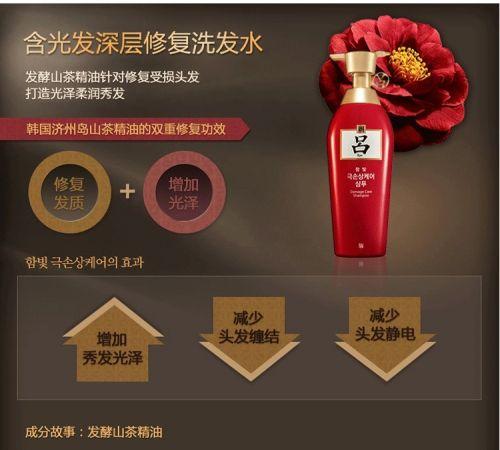 含光发深层修复洗发水
发酵山茶精油针对修复受损头发
打造光泽柔润秀发
韩国济州岛山茶精油的双重修复功效
修复
发质
+
增加
光泽
呂
Ryo
함빛
극손상케어
샴푸
Damage Care
Shampoo
함빛 극손상케어의 효과
增加
秀发光泽
减少
头发缠结
减少
头发静电
成分故事：发酵山茶精油